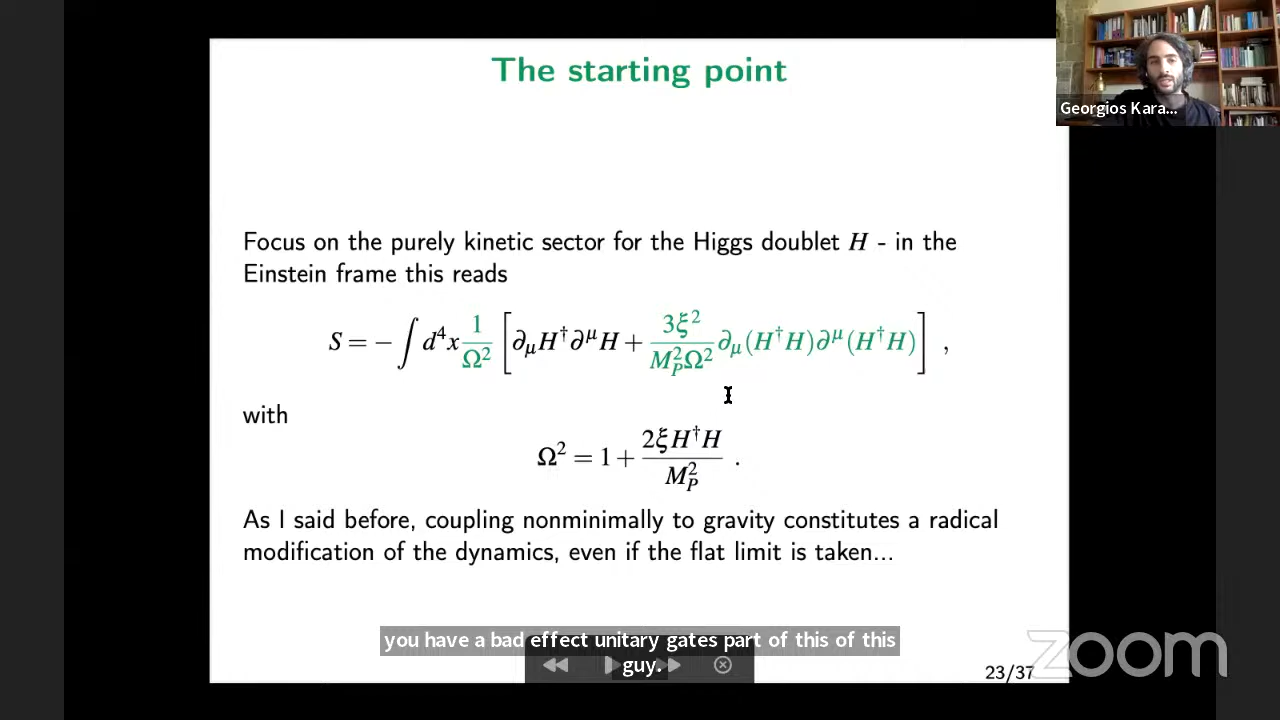 The starting point
Georgios Kara...
Focus on the purely kinetic sector for the Higgs doublet H - in the
Einstein frame this reads
S = − ∫ d⁴x 1/Ω² [ ∂_μ H† ∂^μ H + 3ξ²/(M_P² Ω²) ∂_μ (H†H) ∂^μ (H†H) ] ,
with
Ω² = 1 + 2ξH†H/M_P² .
As I said before, coupling nonminimally to gravity constitutes a radical
modification of the dynamics, even if the flat limit is taken...
you have a bad effect unitary gates part of this of this
guy.
zoom
23/37